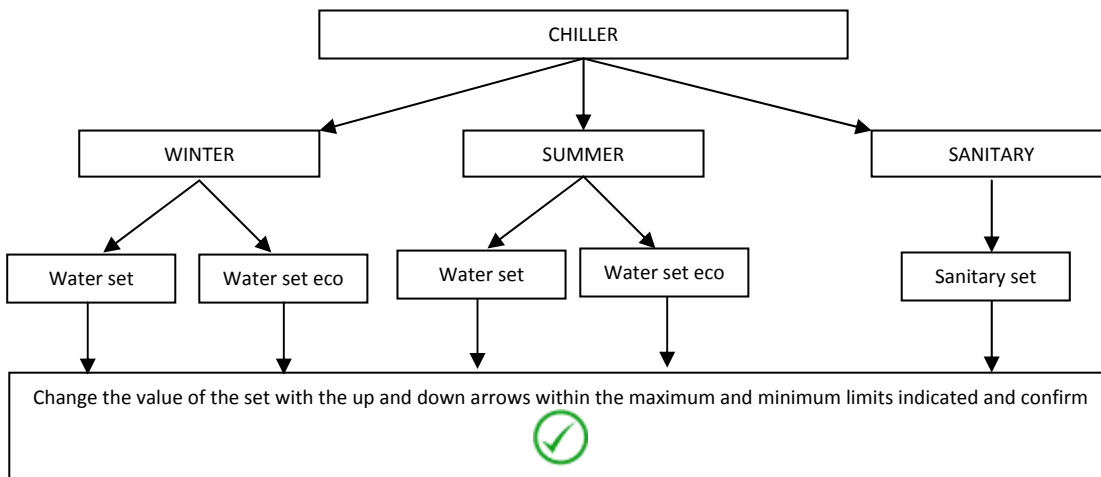 CHILLER
WINTER
SUMMER
SANITARY
Water set
Water set eco
Water set
Water set eco
Sanitary set
Change the value of the set with the up and down arrows within the maximum and minimum limits indicated and confirm